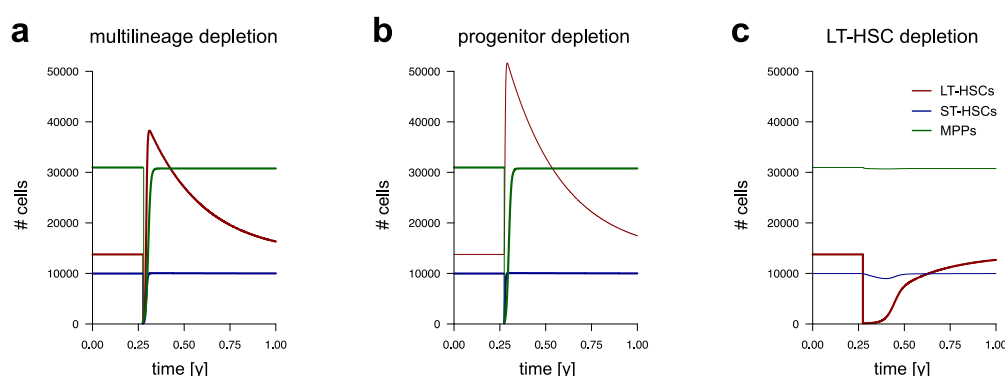 a multilineage depletion
50000
40000
30000
20000
10000
0
# cells
0.00 0.25 0.50 0.75 1.00
time [y]
b progenitor depletion
50000
40000
30000
20000
10000
0
# cells
0.00 0.25 0.50 0.75 1.00
time [y]
c LT-HSC depletion
50000
40000
30000
20000
10000
0
# cells
LT-HSCs
ST-HSCs
MPPs
0.00 0.25 0.50 0.75 1.00
time [y]